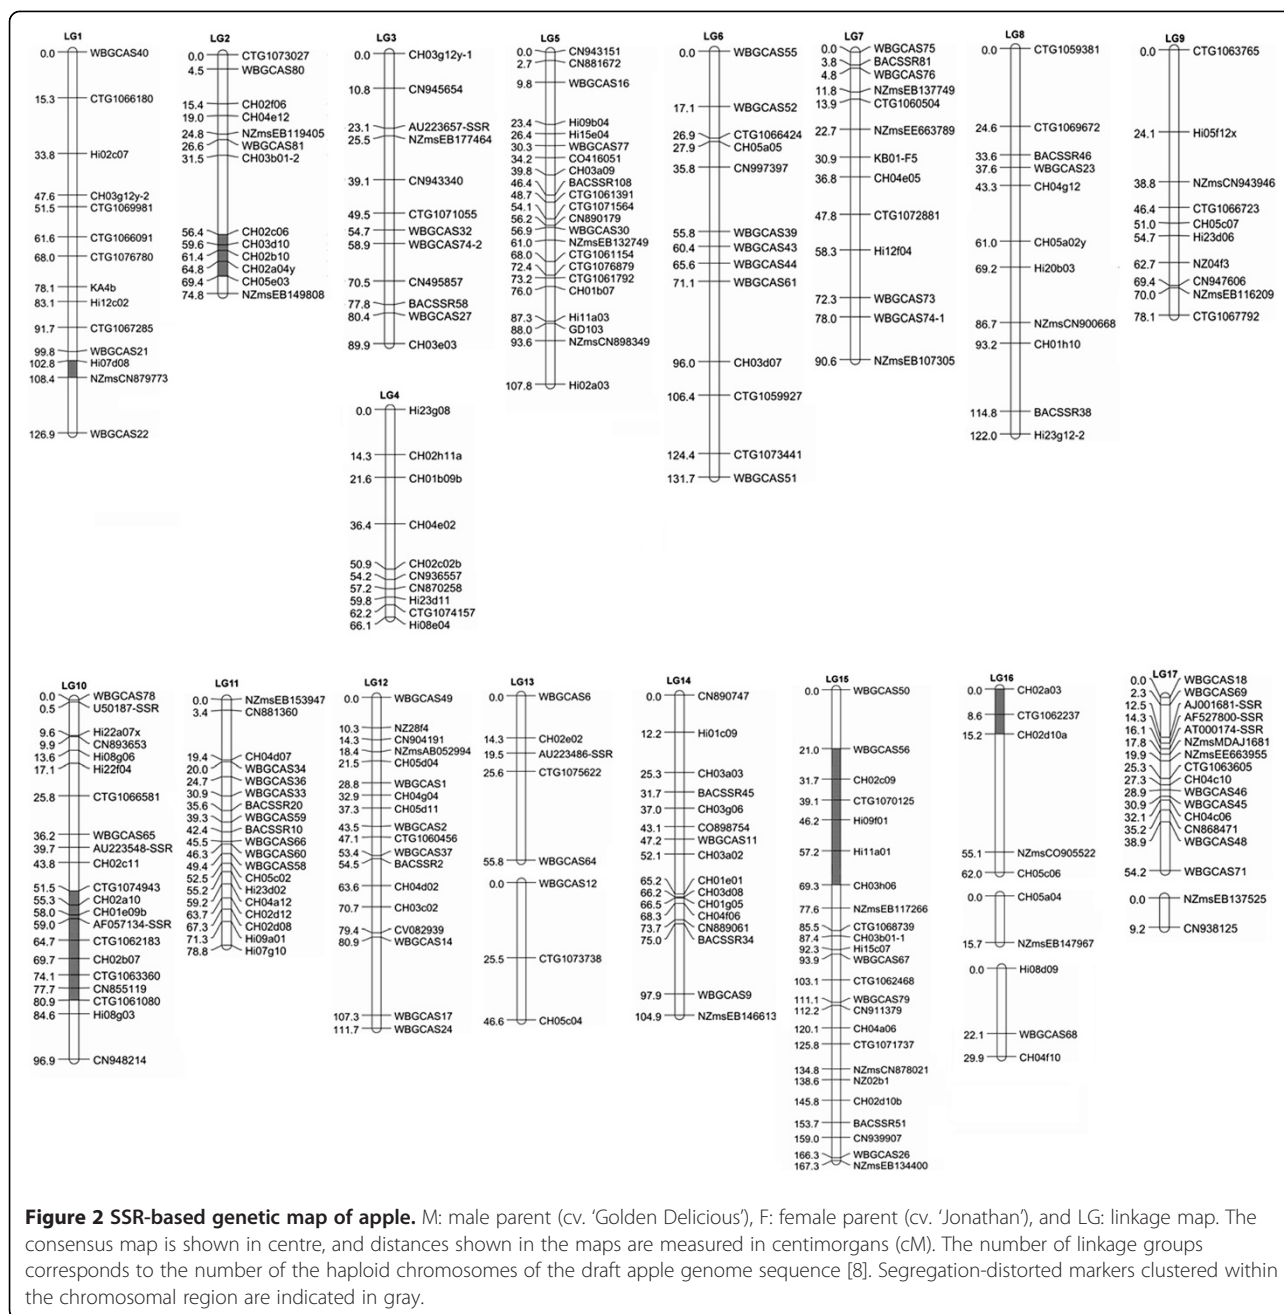 LG1
0.0 WBGCAS40
15.3 CTG1066180
33.8 Hi02c07
47.6 CH03g12y-2
51.5 CTG1069981
61.6 CTG1066091
68.0 CTG1076780
78.1 KA4b
83.1 Hi12c02
91.7 CTG1067285
99.8 WBGCAS21
102.8 Hi07d08
108.4 NZmsCN879773
126.9 WBGCAS22
LG2
0.0 CTG1073027
4.5 WBGCAS80
15.4 CH02f06
19.0 CH04e12
24.8 NZmsEB119405
26.6 WBGCAS81
31.5 CH03b01-2
56.4 CH02c06
59.6 CH03d10
61.4 CH02b10
64.8 CH02a04y
69.4 CH05e03
74.8 NZmsEB149808
LG3
0.0 CH03g12y-1
10.8 CN945654
23.1 AU223657-SSR
25.5 NZmsEB177464
39.1 CN943340
49.5 CTG1071055
54.7 WBGCAS32
58.9 WBGCAS74-2
70.5 CN495857
77.8 BACSSR58
80.4 WBGCAS27
89.9 CH03e03
LG4
0.0 Hi23g08
14.3 CH02h11a
21.6 CH01b09b
36.4 CH04e02
50.9 CH02c02b
54.2 CN936557
57.2 CN870258
59.8 Hi23d11
62.2 CTG1074157
66.1 Hi08e04
LG5
0.0 CN943151
2.7 CN881672
9.8 WBGCAS16
23.4 Hi09b04
26.4 Hi15e04
30.3 WBGCAS77
34.2 CO416051
39.8 CH03a09
46.4 BACSSR108
48.7 CTG1061391
54.1 CTG1071564
56.2 CN890179
56.9 WBGCAS30
61.0 NZmsEB132749
68.0 CTG1061154
72.4 CTG1076879
73.2 CTG1061792
76.0 CH01b07
87.3 Hi11a03
88.0 GD103
93.6 NZmsCN898349
107.8 Hi02a03
LG6
0.0 WBGCAS55
17.1 WBGCAS52
26.9 CTG1066424
27.9 CH05a05
35.8 CN997397
55.8 WBGCAS39
60.4 WBGCAS43
65.6 WBGCAS44
71.1 WBGCAS61
96.0 CH03d07
106.4 CTG1059927
124.4 CTG1073441
131.7 WBGCAS51
LG7
0.0 WBGCAS75
3.8 BACSSR81
4.8 WBGCAS76
11.8 NZmsEB137749
13.9 CTG1060504
22.7 NZmsEE663789
30.9 KB01-F5
36.8 CH04e05
47.8 CTG1072881
58.3 Hi12f04
72.3 WBGCAS73
78.0 WBGCAS74-1
90.6 NZmsEB107305
LG8
0.0 CTG1059381
24.6 CTG1069672
33.6 BACSSR46
37.6 WBGCAS23
43.3 CH04g12
61.0 CH05a02y
69.2 Hi20b03
86.7 NZmsCN900668
93.2 CH01h10
114.8 BACSSR38
122.0 Hi23g12-2
LG9
0.0 CTG1063765
24.1 Hi05f12x
38.8 NZmsCN943946
46.4 CTG1066723
51.0 CH05c07
54.7 Hi23d06
62.7 NZ04f3
69.4 CN947606
70.0 NZmsEB116209
78.1 CTG1067792
LG10
0.0 WBGCAS78
0.5 U50187-SSR
9.6 Hi22a07x
9.9 CN893653
13.6 Hi08g06
17.1 Hi22f04
25.8 CTG1066581
36.2 WBGCAS65
39.7 AU223548-SSR
43.8 CH02c11
51.5 CTG1074943
55.3 CH02a10
58.0 CH01e09b
59.0 AF057134-SSR
64.7 CTG1062183
69.7 CH02b07
74.1 CTG1063360
77.7 CN855119
80.9 CTG1061080
84.6 Hi08g03
96.9 CN948214
LG11
0.0 NZmsEB153947
3.4 CN881360
19.4 CH04d07
20.0 WBGCAS34
24.7 WBGCAS36
30.9 WBGCAS33
35.6 BACSSR20
39.3 WBGCAS59
42.4 BACSSR10
45.5 WBGCAS66
46.3 WBGCAS60
49.4 WBGCAS58
52.5 CH05c02
55.2 Hi23d02
59.2 CH04a12
63.7 CH02d12
67.3 CH02d08
71.3 Hi09a01
78.8 Hi07g10
LG12
0.0 WBGCAS49
10.3 NZ28f4
14.3 CN904191
18.4 NZmsAB052994
21.5 CH05d04
28.8 WBGCAS1
32.9 CH04g04
37.3 CH05d11
43.5 WBGCAS2
47.1 CTG1060456
53.4 WBGCAS37
54.5 BACSSR2
63.6 CH04d02
70.7 CH03c02
79.4 CV082939
80.9 WBGCAS14
107.3 WBGCAS17
111.7 WBGCAS24
LG13
0.0 WBGCAS6
14.3 CH02e02
19.5 AU223486-SSR
25.6 CTG1075622
55.8 WBGCAS64
0.0 WBGCAS12
25.5 CTG1073738
46.6 CH05c04
LG14
0.0 CN890747
12.2 Hi01c09
25.3 CH03a03
31.7 BACSSR45
37.0 CH03g06
43.1 CO898754
47.2 WBGCAS11
52.1 CH03a02
65.2 CH01e01
66.2 CH03d08
66.5 CH01g05
68.3 CH04f06
73.7 CN889061
75.0 BACSSR34
97.9 WBGCAS9
104.9 NZmsEB146613
LG15
0.0 WBGCAS50
21.0 WBGCAS56
31.7 CH02c09
39.1 CTG1070125
46.2 Hi09f01
57.2 Hi11a01
69.3 CH03h06
77.6 NZmsEB117266
85.5 CTG1068739
87.4 CH03b01-1
92.3 Hi15c07
93.9 WBGCAS67
103.1 CTG1062468
111.1 WBGCAS79
112.2 CN911379
120.1 CH04a06
125.8 CTG1071737
134.8 NZmsCN878021
138.6 NZ02b1
145.8 CH02d10b
153.7 BACSSR51
159.0 CN939907
166.3 WBGCAS26
167.3 NZmsEB134400
LG16
0.0 CH02a03
8.6 CTG1062237
15.2 CH02d10a
55.1 NZmsCO905522
62.0 CH05c06
0.0 CH05a04
15.7 NZmsEB147967
0.0 Hi08d09
22.1 WBGCAS68
29.9 CH04f10
LG17
0.0 WBGCAS18
2.3 WBGCAS69
12.5 AJ001681-SSR
14.3 AF527800-SSR
16.1 AT000174-SSR
17.8 NZmsMDAJ1681
19.9 NZmsEE663955
25.3 CTG1063605
27.3 CH04c10
28.9 WBGCAS46
30.9 WBGCAS45
32.1 CH04c06
35.2 CN868471
38.9 WBGCAS48
54.2 WBGCAS71
0.0 NZmsEB137525
9.2 CN938125
Figure 2 SSR-based genetic map of apple. M: male parent (cv. ‘Golden Delicious’), F: female parent (cv. ‘Jonathan’), and LG: linkage map. The
consensus map is shown in centre, and distances shown in the maps are measured in centimorgans (cM). The number of linkage groups
corresponds to the number of the haploid chromosomes of the draft apple genome sequence [8]. Segregation-distorted markers clustered within
the chromosomal region are indicated in gray.